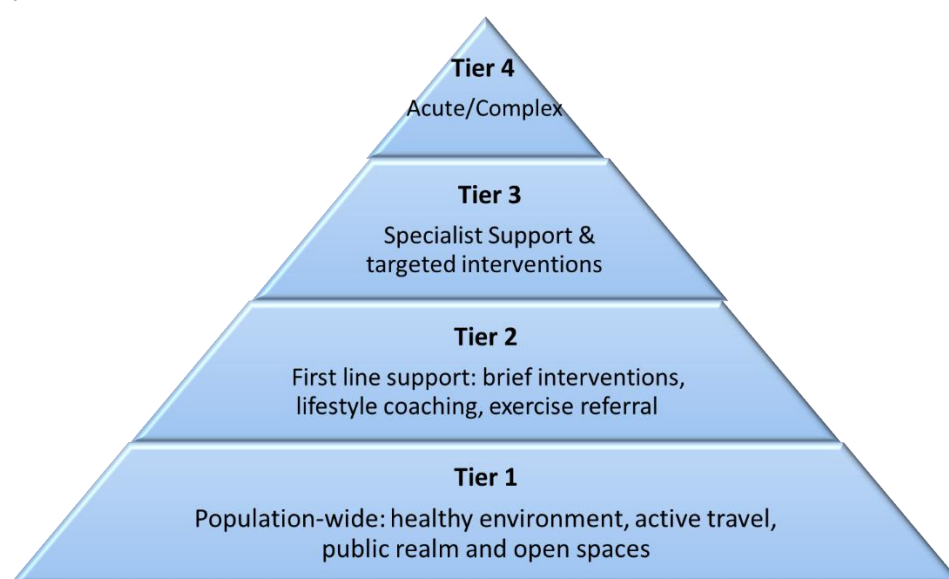 Tier 4
Acute/Complex
Tier 3
Specialist Support &
targeted interventions
Tier 2
First line support: brief interventions,
lifestyle coaching, exercise referral
Tier 1
Population-wide: healthy environment, active travel,
public realm and open spaces